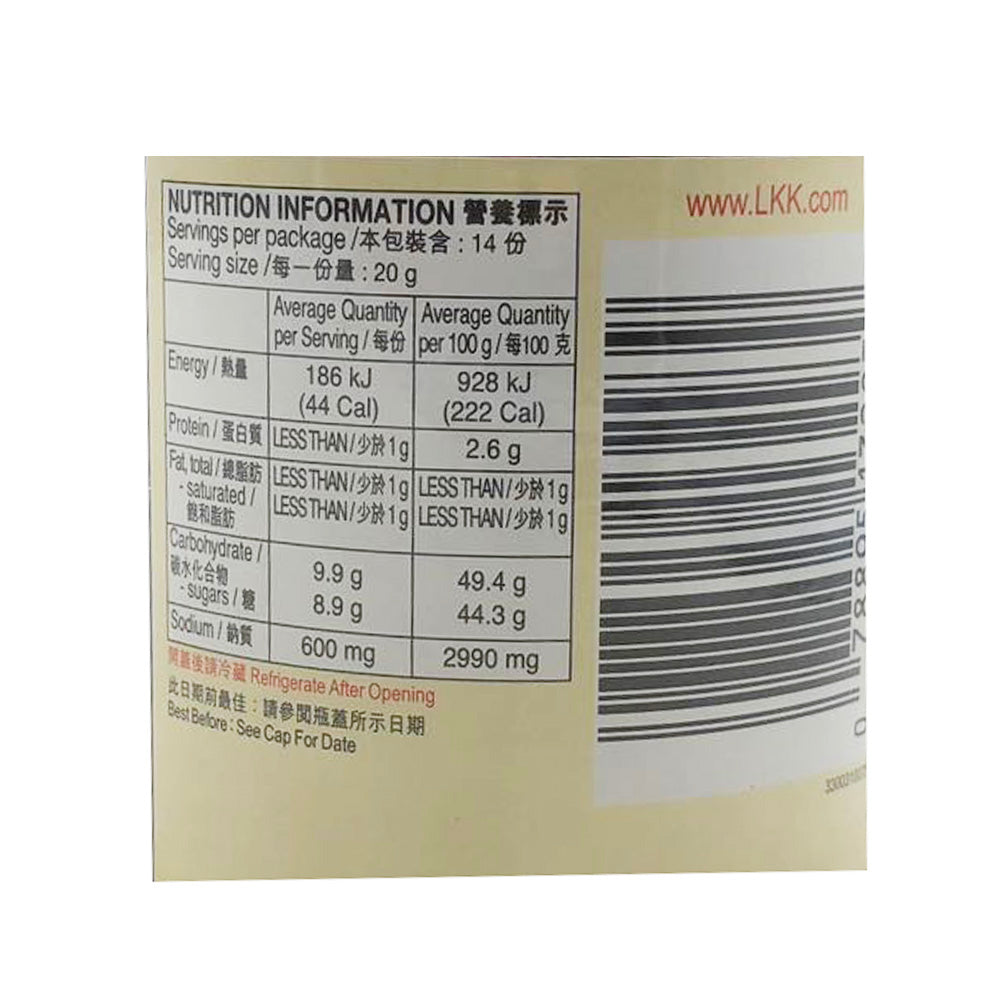 NUTRITION INFORMATION 營養標示
Servings per package /本包裝含 : 14 份
Serving size /每一份量 : 20 g
Average Quantity per Serving / 每份
Average Quantity per 100 g / 每100 克
Energy / 熱量
186 kJ
(44 Cal)
928 kJ
(222 Cal)
Protein / 蛋白質
LESS THAN / 少於 1 g
2.6 g
Fat, total / 總脂肪
LESS THAN / 少於 1 g
LESS THAN / 少於 1 g
- saturated /
飽和脂肪
LESS THAN / 少於 1 g
LESS THAN / 少於 1 g
Carbohydrate /
碳水化合物
9.9 g
49.4 g
- sugars / 糖
8.9 g
44.3 g
Sodium / 鈉質
600 mg
2990 mg
開蓋後請冷藏 Refrigerate After Opening
此日期前最佳 : 請參閱瓶蓋所示日期
Best Before : See Cap For Date
www.LKK.com